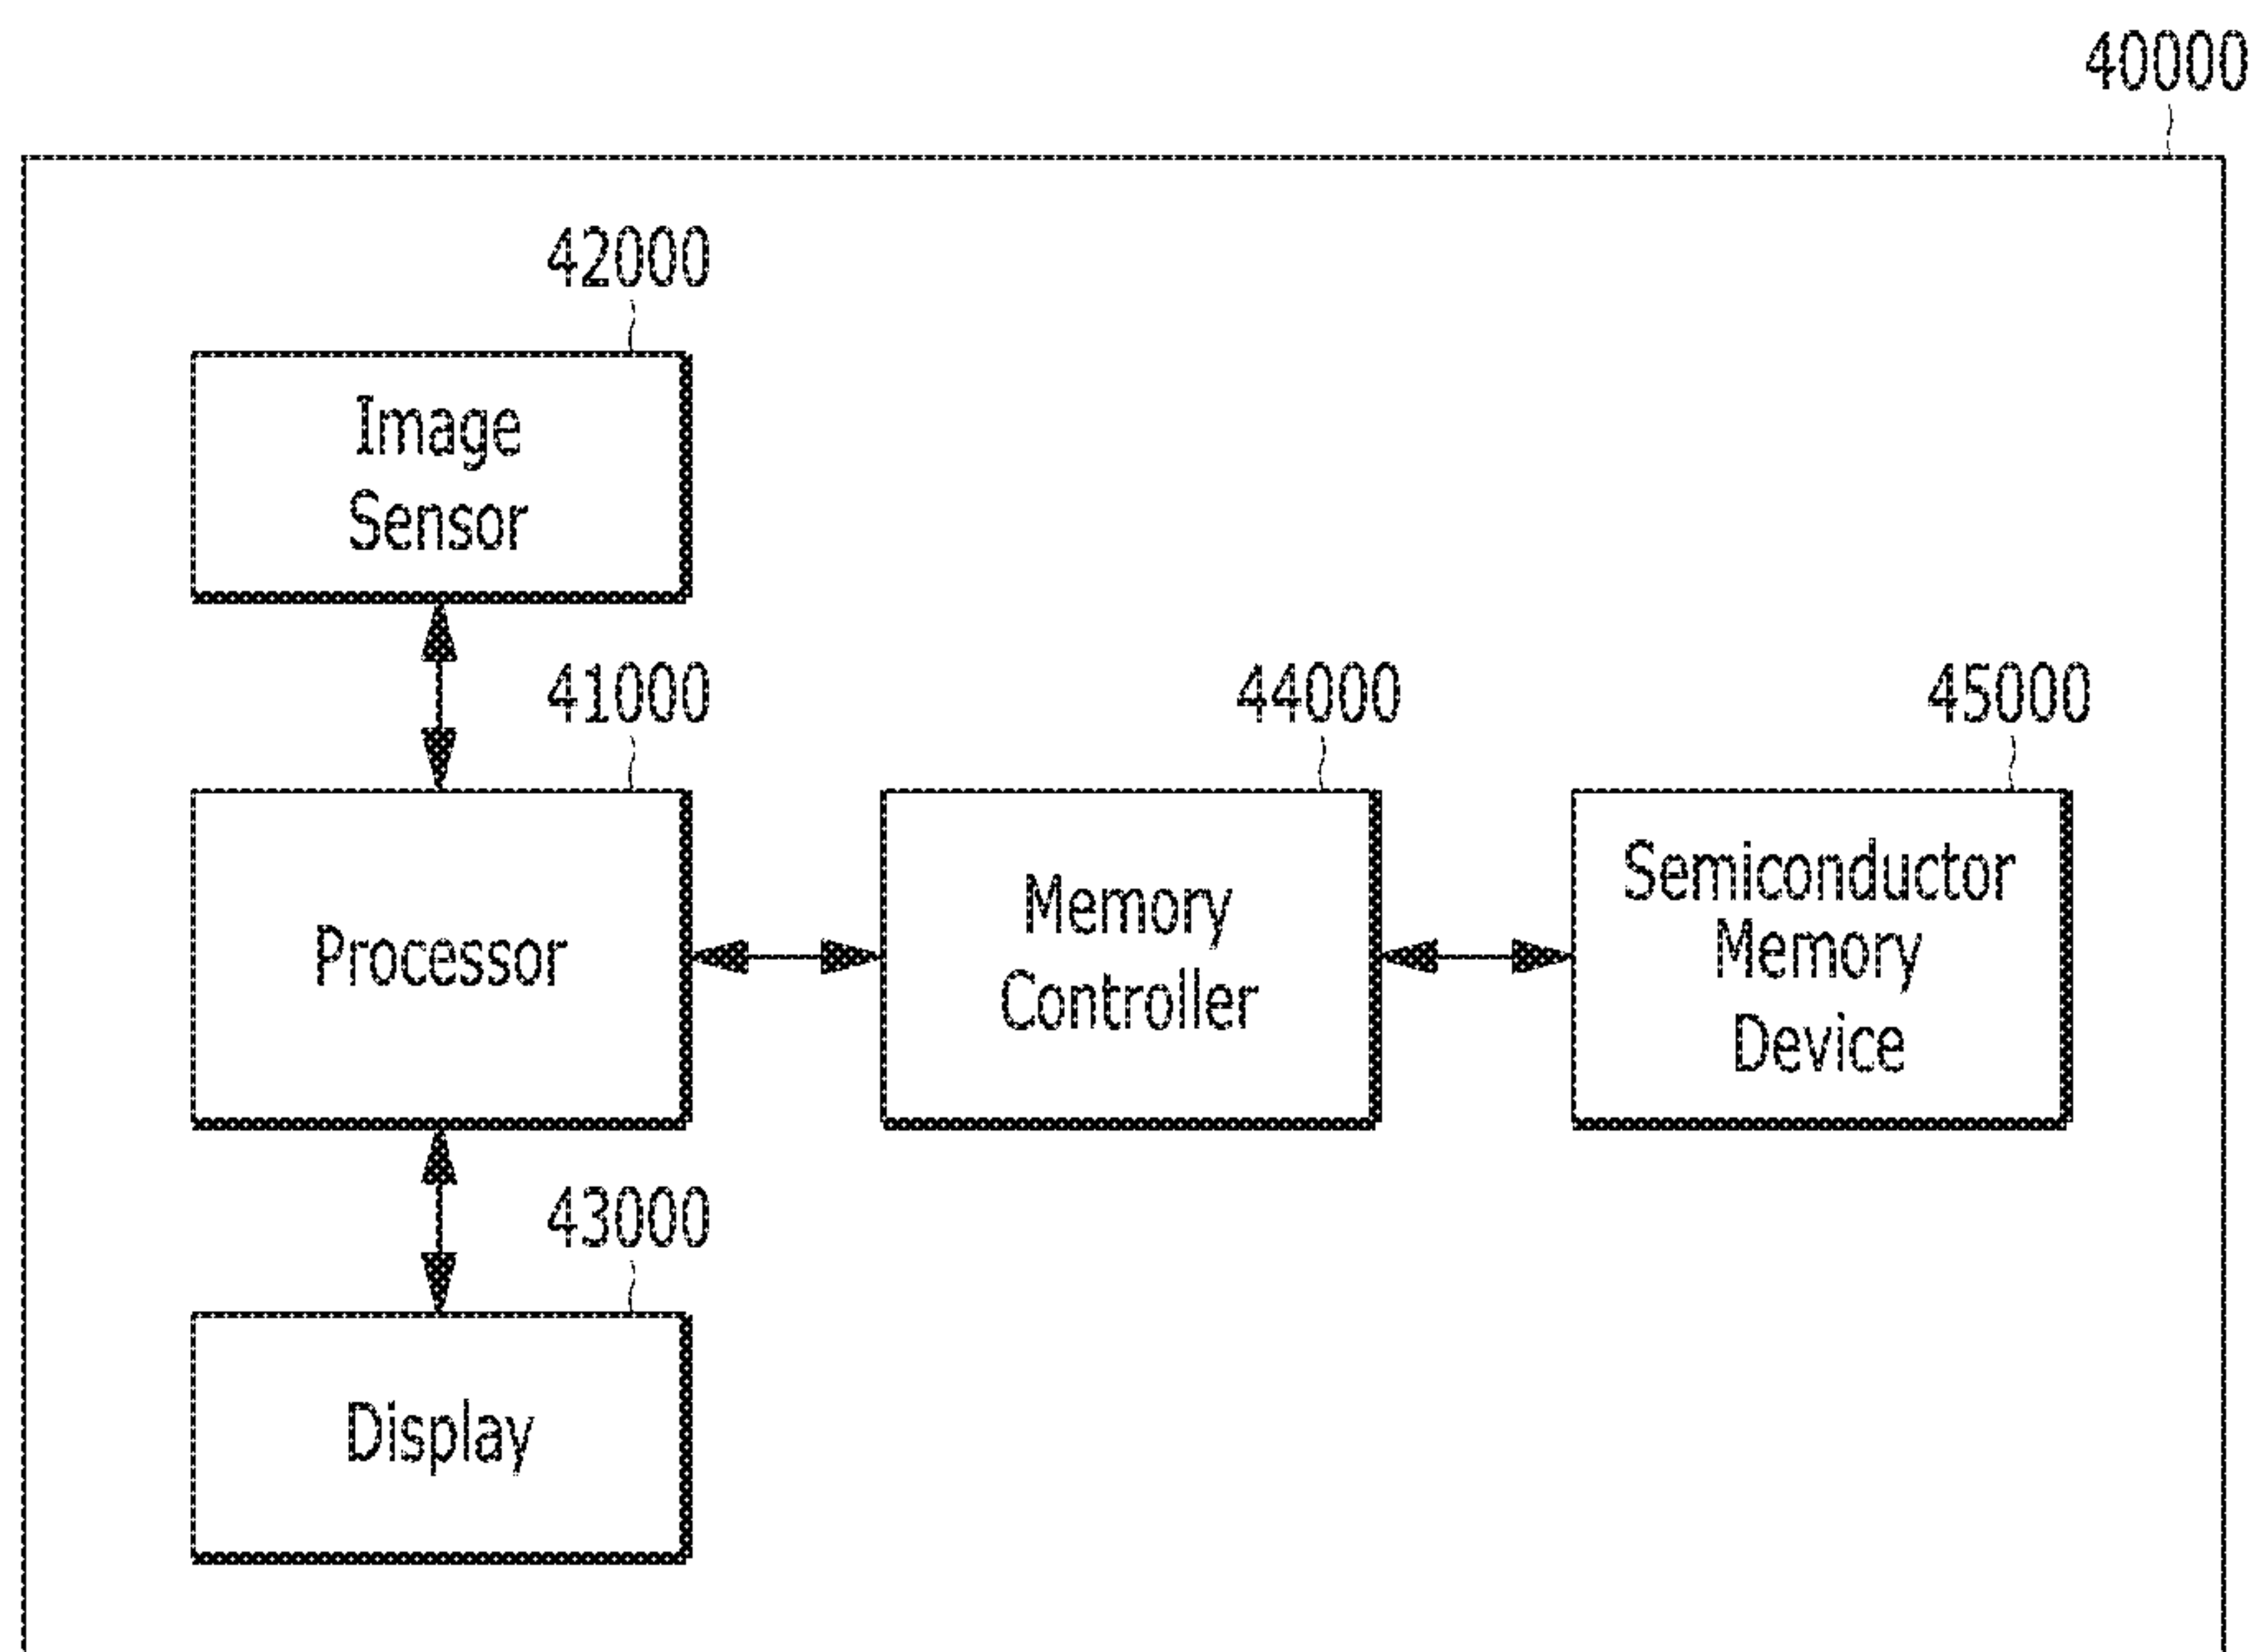 40000
42000
Image
Sensor
41000
Processor
44000
Memory
Controller
45000
Semiconductor
Memory
Device
43000
Display